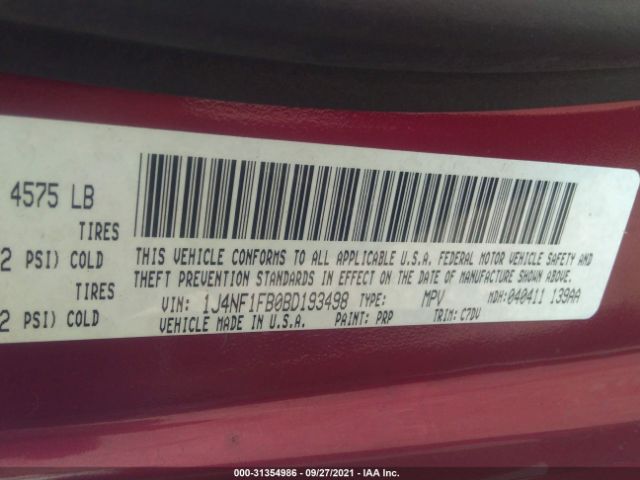 4575 LB
TIRES
2 PSI) COLD
TIRES
2 PSI) COLD
THIS VEHICLE CONFORMS TO ALL APPLICABLE U.S.A. FEDERAL MOTOR VEHICLE SAFETY AND
THEFT PREVENTION STANDARDS IN EFFECT ON THE DATE OF MANUFACTURE SHOWN ABOVE.
VIN: 1J4NF1FB0BD193498 TYPE: MPV MDH:040411 139AA
VEHICLE MADE IN U.S.A. PAINT: PRP TRIM: C7DV
000-31354986 - 09/27/2021 - IAA Inc.